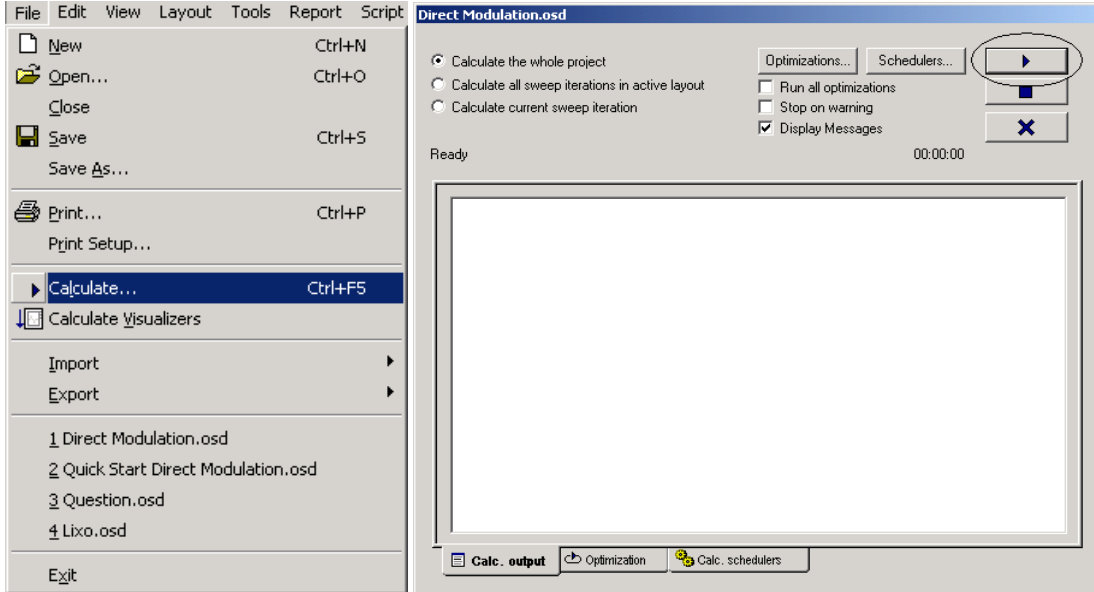 File Edit View Layout Tools Report Script
New Ctrl+N
Open... Ctrl+O
Close
Save Ctrl+S
Save As...
Print... Ctrl+P
Print Setup...
Calculate... Ctrl+F5
Calculate Visualizers
Import
Export
1 Direct Modulation.osd
2 Quick Start Direct Modulation.osd
3 Question.osd
4 Lixo.osd
Exit
Direct Modulation.osd
Calculate the whole project
Calculate all sweep iterations in active layout
Calculate current sweep iteration
Optimizations... Schedulers...
Run all optimizations
Stop on warning
Display Messages
Ready 00:00:00
Calc. output Optimization Calc. schedulers